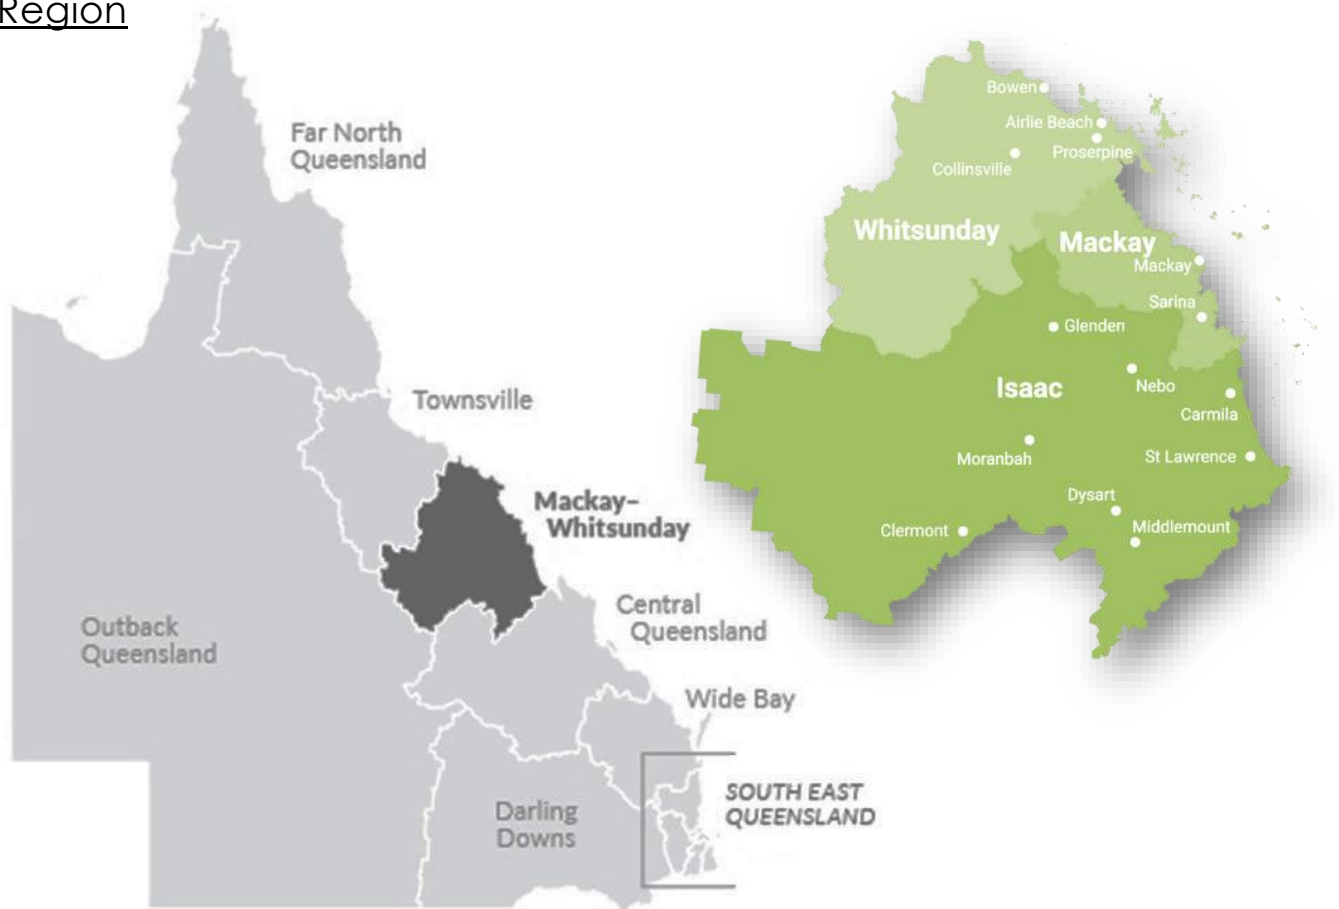 Region
Far North
Queensland
Townsville
Mackay–
Whitsunday
Central
Queensland
Outback
Queensland
Wide Bay
Darling
Downs
SOUTH EAST
QUEENSLAND
Bowen
Airlie Beach
Proserpine
Collinsville
Whitsunday
Mackay
Mackay
Sarina
Glenden
Isaac
Nebo
Carmila
Moranbah
St Lawrence
Dysart
Clermont
Middlemount